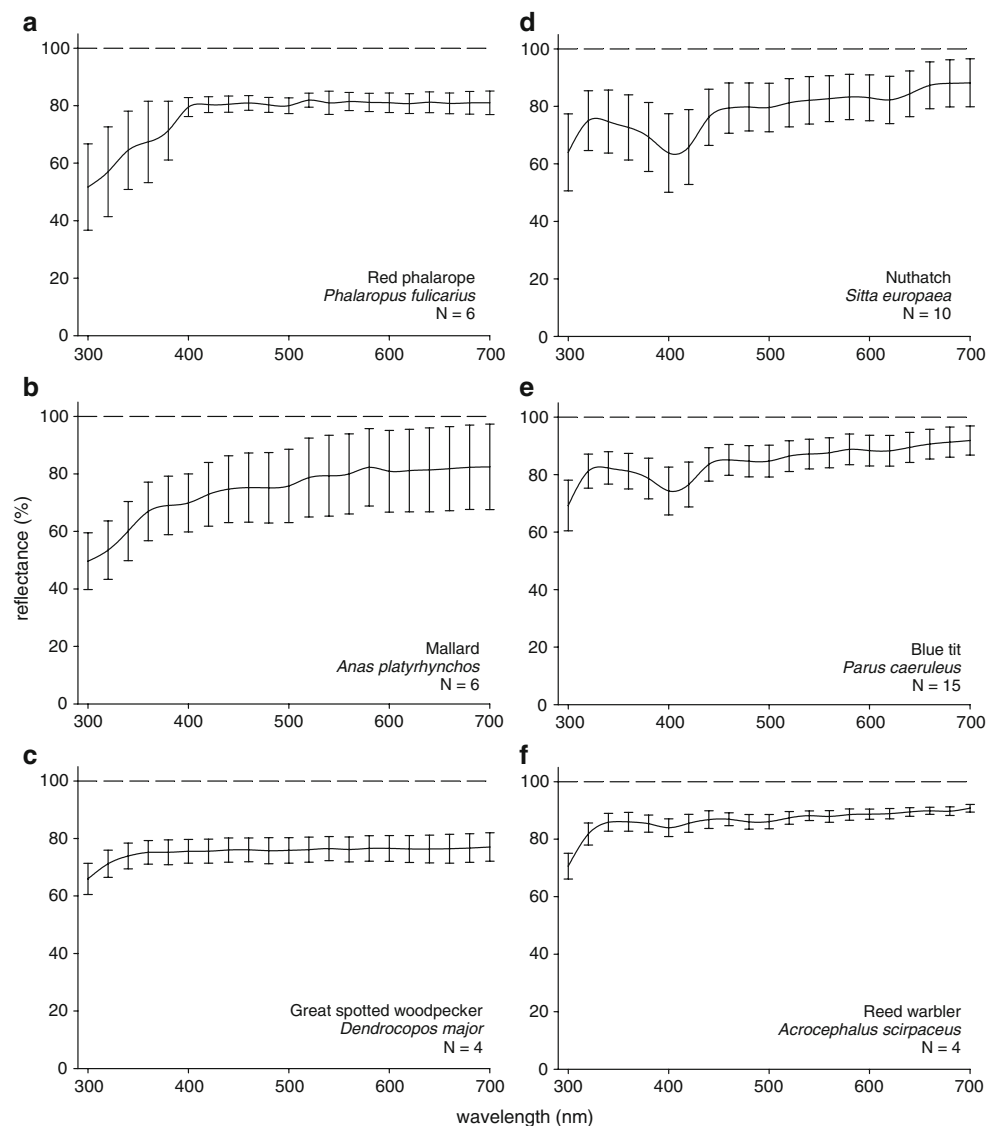 a
100
80
60
40
20
0
300
400
500
600
700
Red phalarope
Phalaropus fulicarius
N = 6
b
100
80
60
40
20
0
300
400
500
600
700
Mallard
Anas platyrhynchos
N = 6
c
100
80
60
40
20
0
300
400
500
600
700
Great spotted woodpecker
Dendrocopos major
N = 4
d
100
80
60
40
20
0
300
400
500
600
700
Nuthatch
Sitta europaea
N = 10
e
100
80
60
40
20
0
300
400
500
600
700
Blue tit
Parus caeruleus
N = 15
f
100
80
60
40
20
0
300
400
500
600
700
Reed warbler
Acrocephalus scirpaceus
N = 4
reflectance (%)
wavelength (nm)